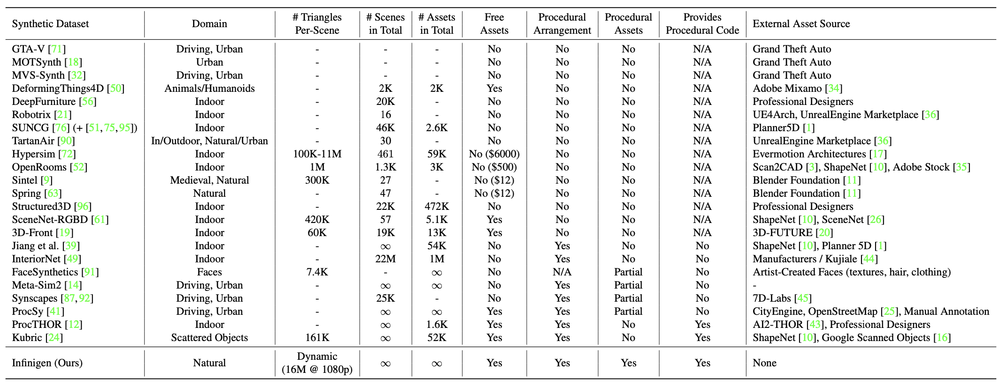 Synthetic Dataset Domain # Triangles Per-Scene # Scenes in Total # Assets in Total Free Assets Procedural Arrangement Procedural Assets Provides Procedural Code External Asset Source
GTA-V [71] Driving, Urban - - - No No No N/A Grand Theft Auto
MOTSynth [18] Urban - - - No No No N/A Grand Theft Auto
MVS-Synth [32] Driving, Urban - - - No No No N/A Grand Theft Auto
DeformingThings4D [50] Animals/Humanoids - 2K 2K Yes No No N/A Adobe Mixamo [34]
DeepFurniture [56] Indoor - 20K - No No No N/A Professional Designers
Robotrix [21] Indoor - 16 - No No No N/A UE4Arch, UnrealEngine Marketplace [36]
SUNCG [76] (+ [51, 75, 95]) Indoor - 46K 2.6K No No No N/A Planner5D [1]
TartanAir [90] In/Outdoor, Natural/Urban - 30 - No No No N/A UnrealEngine Marketplace [36]
Hypersim [72] Indoor 100K-11M 461 59K No ($6000) No No N/A Evermotion Architectures [17]
OpenRooms [52] Indoor 1M 1.3K 3K No ($500) No No N/A Scan2CAD [3], ShapeNet [10], Adobe Stock [35]
Sintel [9] Medieval, Natural 300K 27 - No ($12) No No N/A Blender Foundation [11]
Spring [63] Natural - 47 - No ($12) No No N/A Blender Foundation [11]
Structured3D [96] Indoor - 22K 472K No No No N/A Professional Designers
SceneNet-RGBD [61] Indoor 420K 57 5.1K Yes No No N/A ShapeNet [10], SceneNet [26]
3D-Front [19] Indoor 60K 19K 13K Yes No No N/A 3D-FUTURE [20]
Jiang et al. [39] Indoor - ∞ 54K No Yes No No ShapeNet [10], Planner 5D [1]
InteriorNet [49] Indoor - 22M 1M No Yes No No Manufacturers / Kujiale [44]
FaceSynthetics [91] Faces 7.4K - ∞ No N/A Partial No Artist-Created Faces (textures, hair, clothing)
Meta-Sim2 [14] Driving, Urban - ∞ ∞ No Yes Partial No -
Synscapes [87, 92] Driving, Urban - 25K - No Yes Partial No 7D-Labs [45]
ProcSy [41] Driving, Urban - ∞ ∞ Yes Yes Partial No CityEngine, OpenStreetMap [25], Manual Annotation
ProcTHOR [12] Indoor - ∞ 1.6K Yes Yes No Yes AI2-THOR [43], Professional Designers
Kubric [24] Scattered Objects 161K ∞ 52K Yes Yes No Yes ShapeNet [10], Google Scanned Objects [16]
Infinigen (Ours) Natural Dynamic (16M @ 1080p) ∞ ∞ Yes Yes Yes Yes None